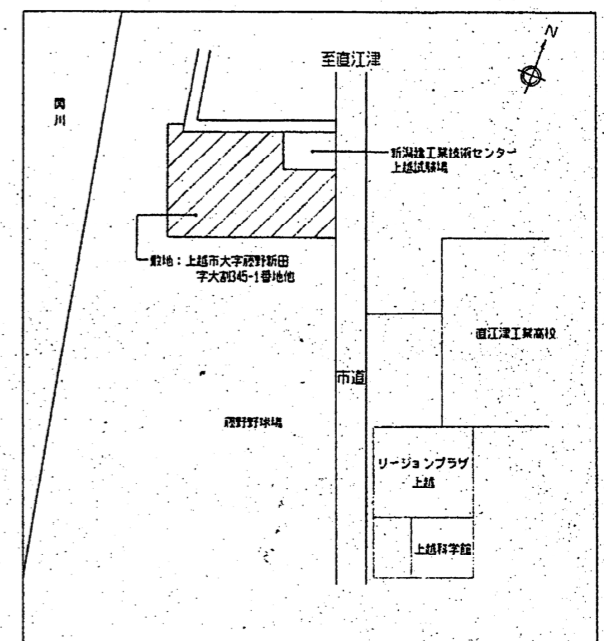 N
至直江津
関川
新潟県工業技術センター
上越試験場
敷地：上越市大字藤野新田
字大割345-1番地他
直江津工業高校
市道
藤野野球場
リージョンプラザ
上越
上越科学館